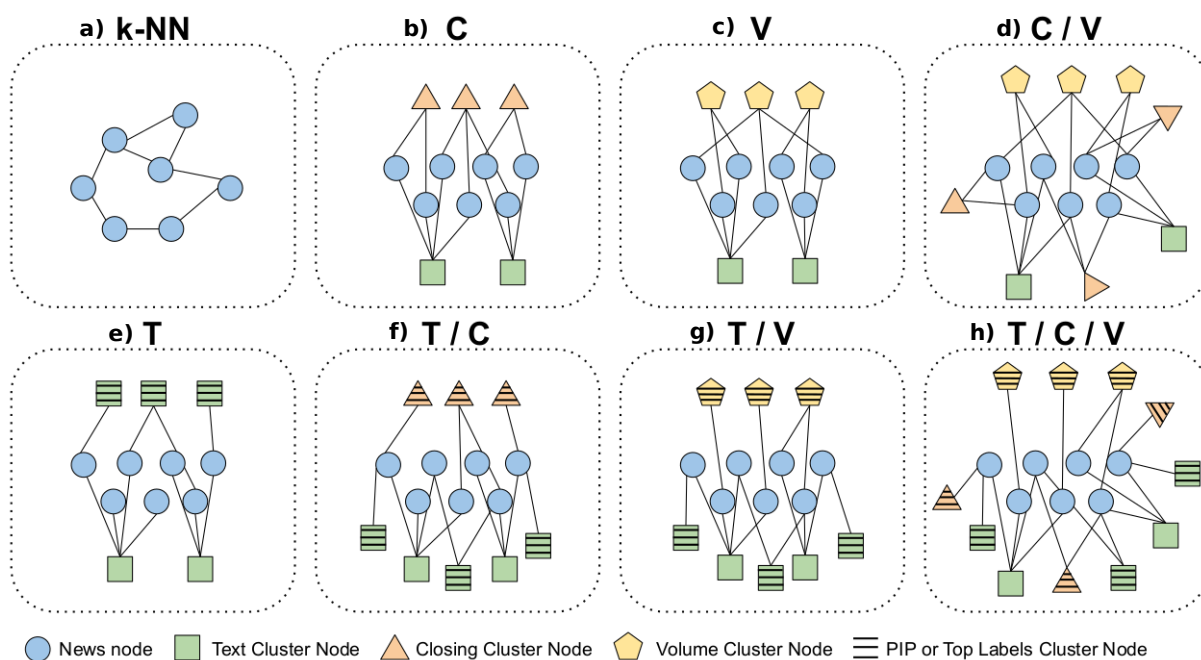 a) k-NN
b) C
c) V
d) C / V
e) T
f) T / C
g) T / V
h) T / C / V
News node
Text Cluster Node
Closing Cluster Node
Volume Cluster Node
PIP or Top Labels Cluster Node